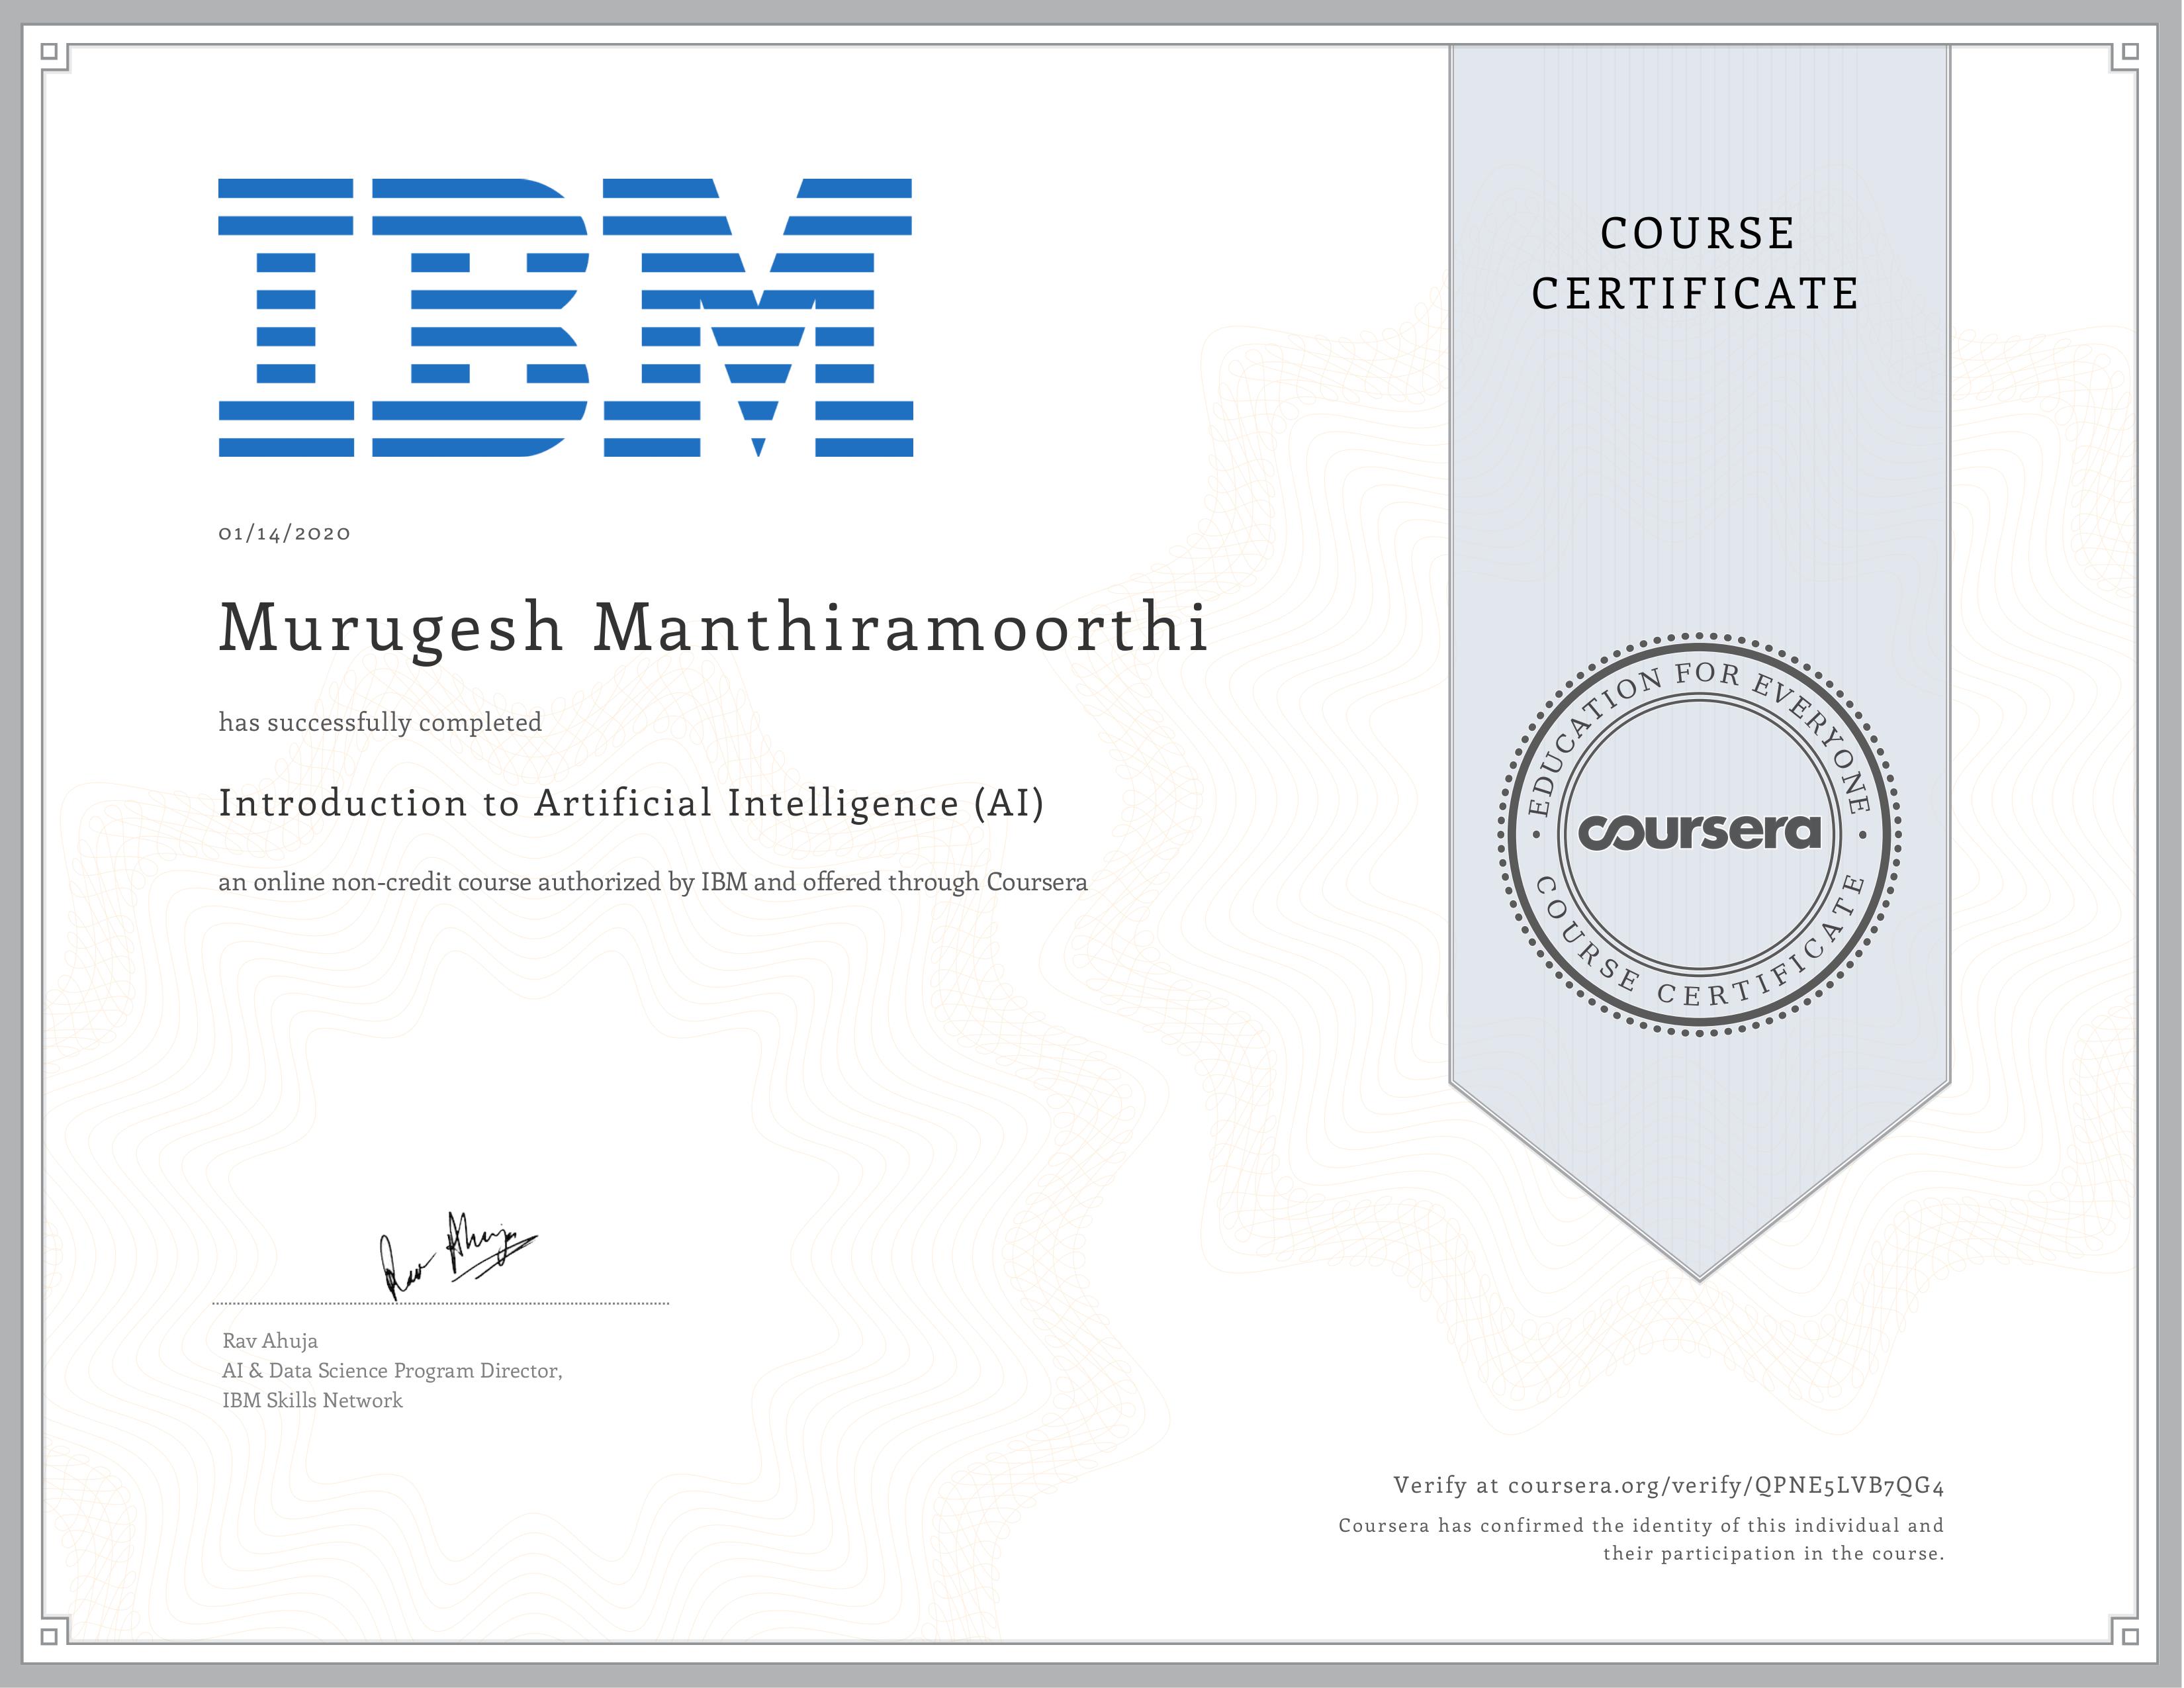 IBM
01/14/2020
Murugesh Manthiramoorthi
has successfully completed
Introduction to Artificial Intelligence (AI)
an online non-credit course authorized by IBM and offered through Coursera
Rav Ahuja
Rav Ahuja
AI & Data Science Program Director,
IBM Skills Network
COURSE
CERTIFICATE
EDUCATION FOR EVERYONE
coursera
COURSE CERTIFICATE
Verify at coursera.org/verify/QPNE5LVB7QG4
Coursera has confirmed the identity of this individual and
their participation in the course.